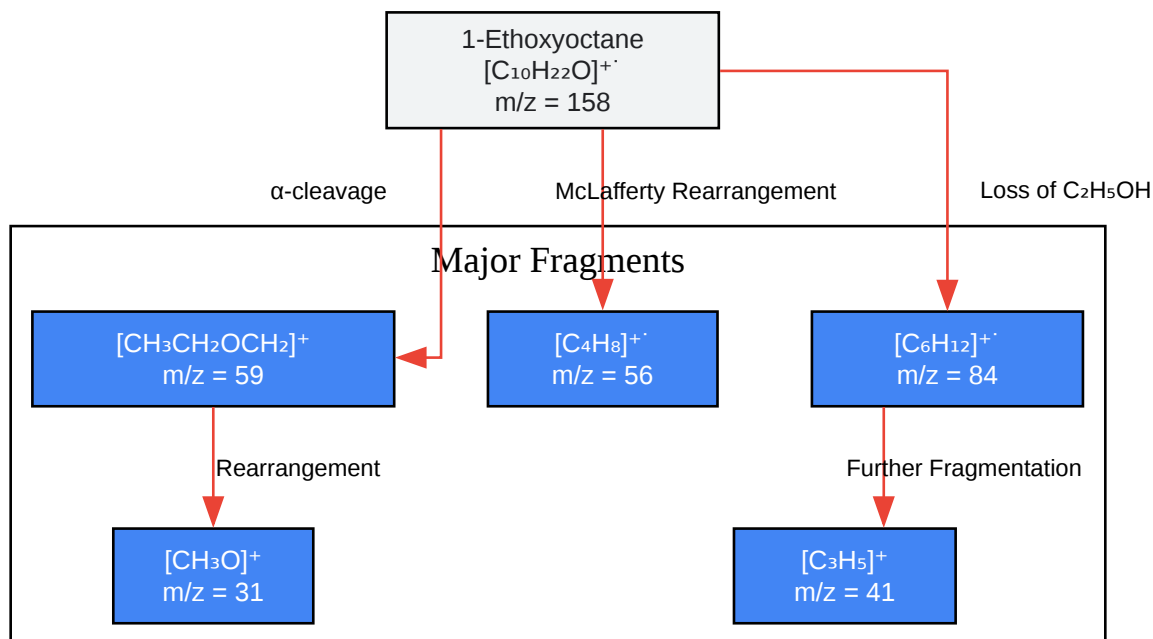 1-Ethoxyoctane
[C₁₀H₂₂O]⁺˙
m/z = 158
α-cleavage
McLafferty Rearrangement
Loss of C₂H₅OH
Major Fragments
[CH₃CH₂OCH₂]⁺
m/z = 59
[C₄H₈]⁺˙
m/z = 56
[C₆H₁₂]⁺˙
m/z = 84
Rearrangement
Further Fragmentation
[CH₃O]⁺
m/z = 31
[C₃H₅]⁺
m/z = 41